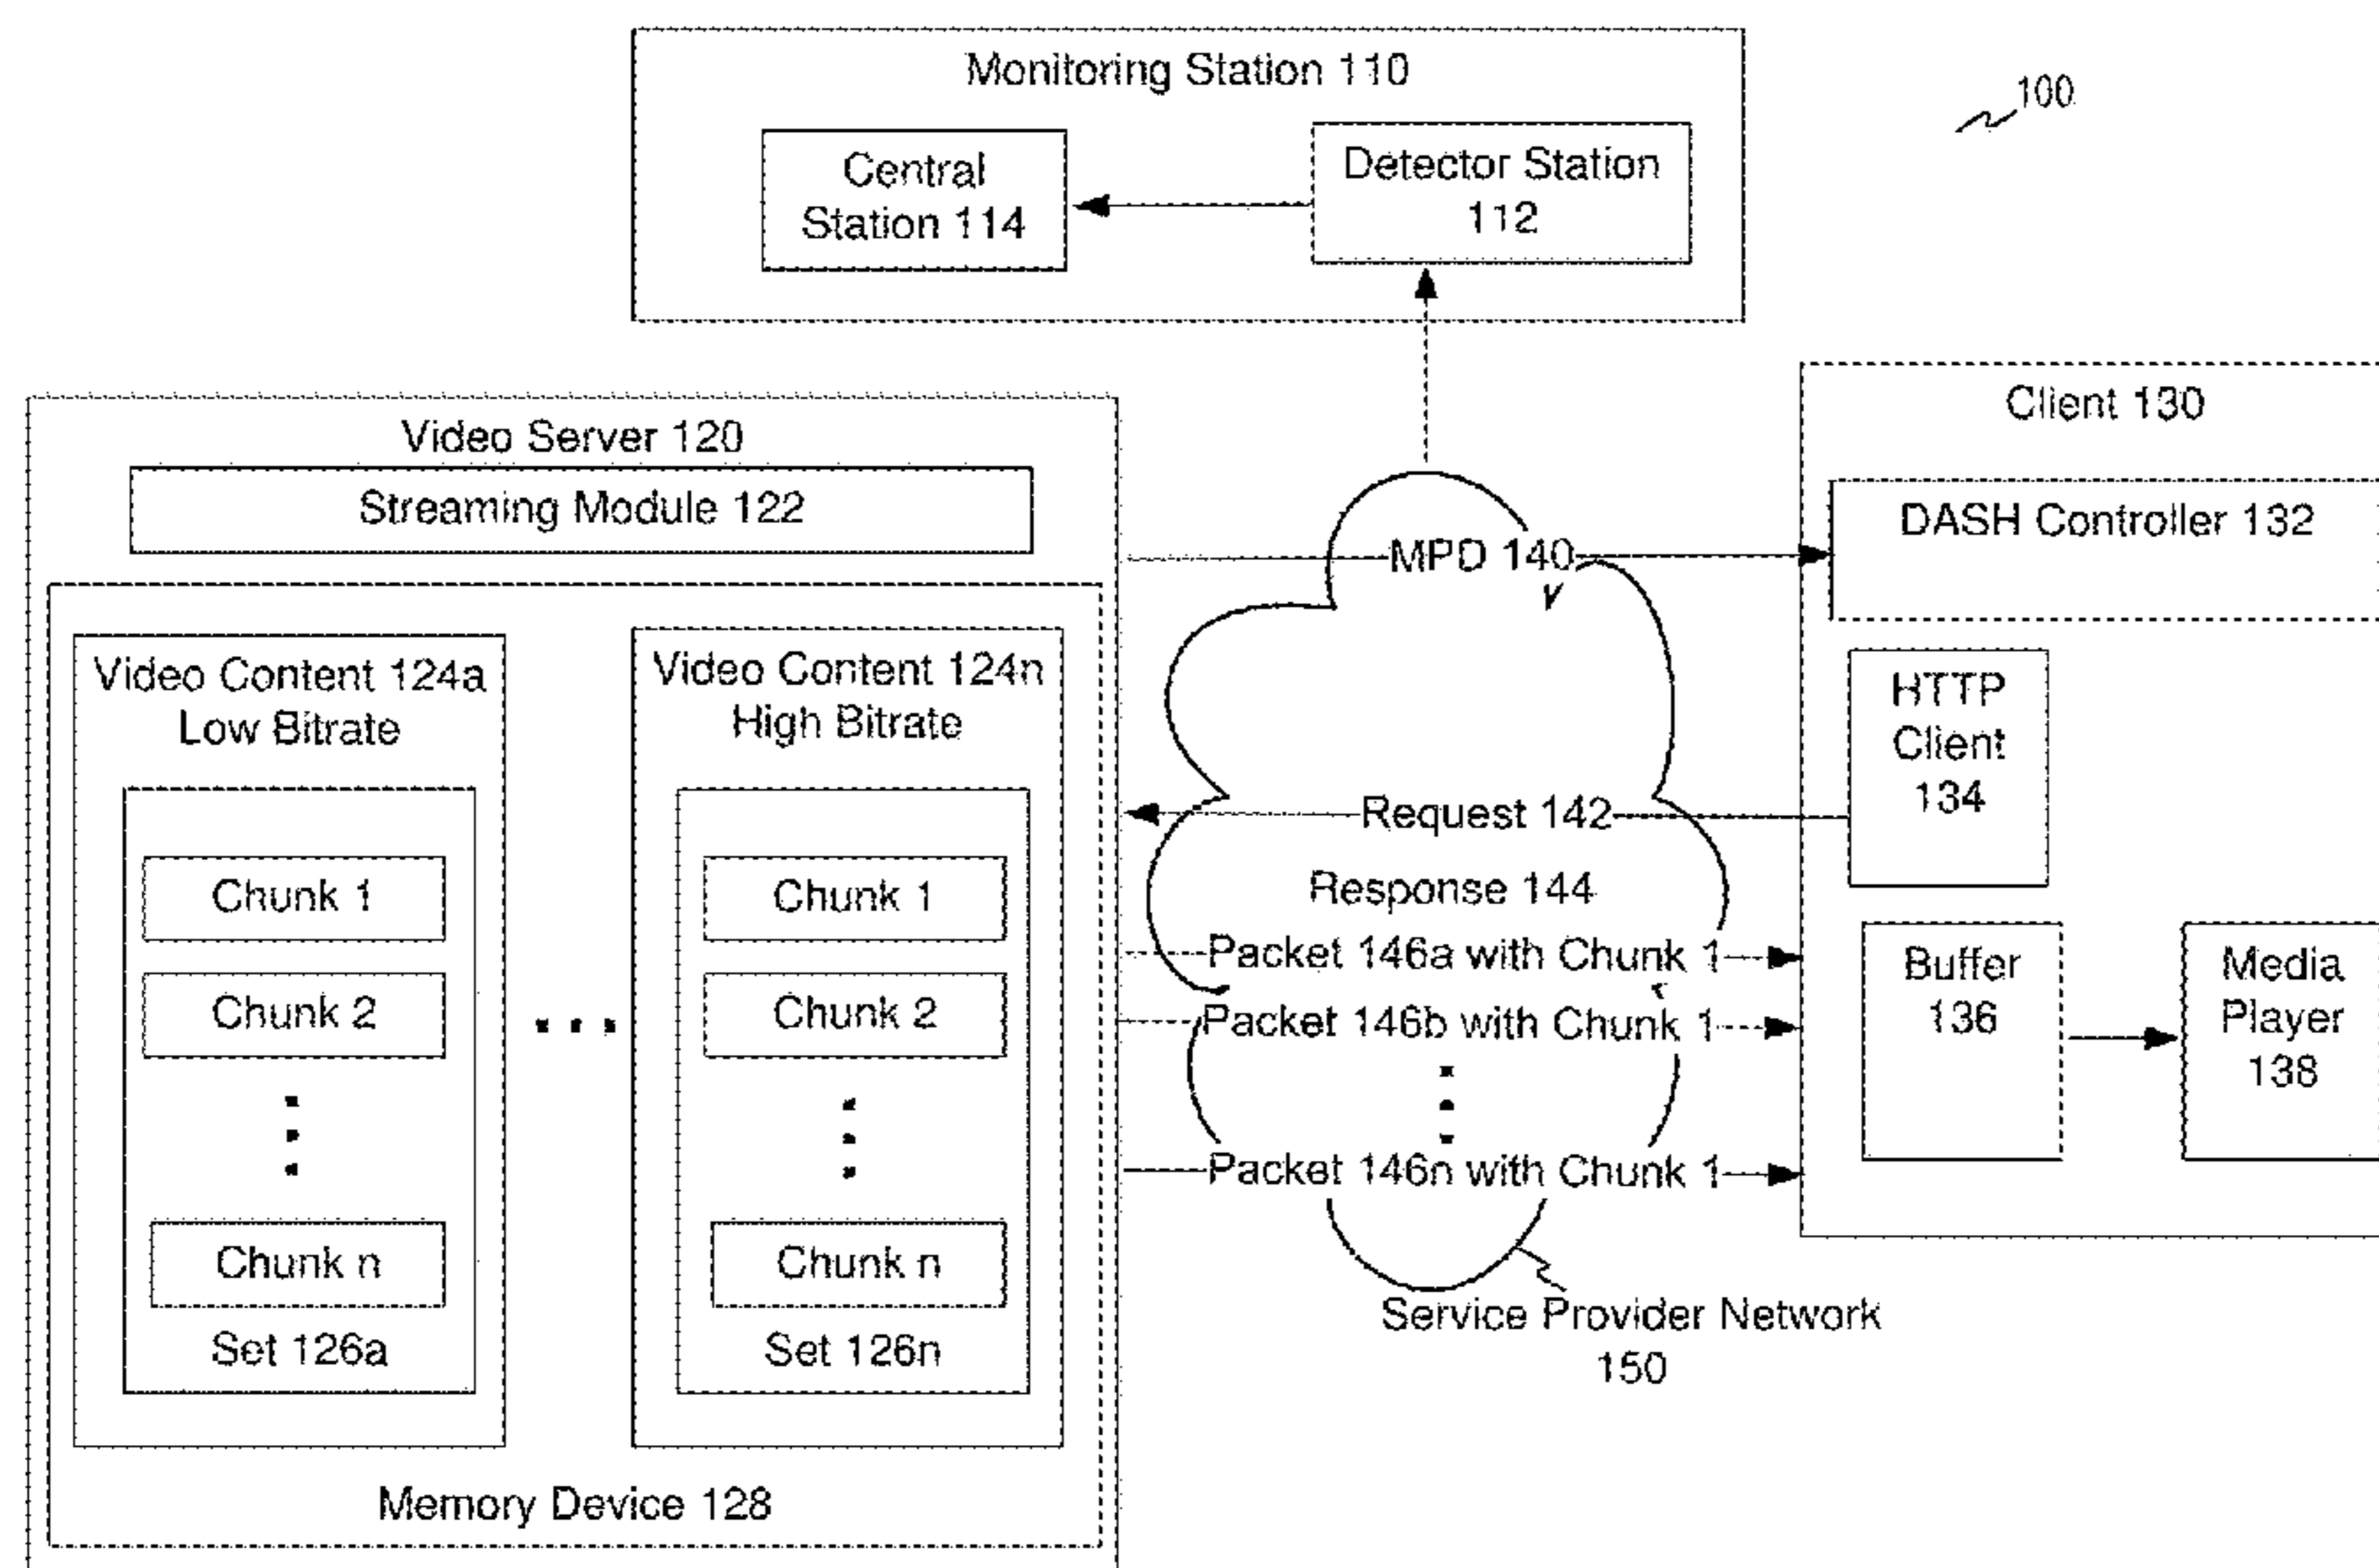 Monitoring Station 110
100
Central
Station 114
Detector Station
112
Video Server 120
Streaming Module 122
Video Content 124a
Low Bitrate
Chunk 1
Chunk 2
Chunk n
Set 126a
Video Content 124n
High Bitrate
Chunk 1
Chunk 2
Chunk n
Set 126n
Memory Device 128
MPD 140
Request 142
Response 144
Packet 146a with Chunk 1
Packet 146b with Chunk 1
Packet 146n with Chunk 1
Service Provider Network
150
Client 130
DASH Controller 132
HTTP
Client
134
Buffer
136
Media
Player
138